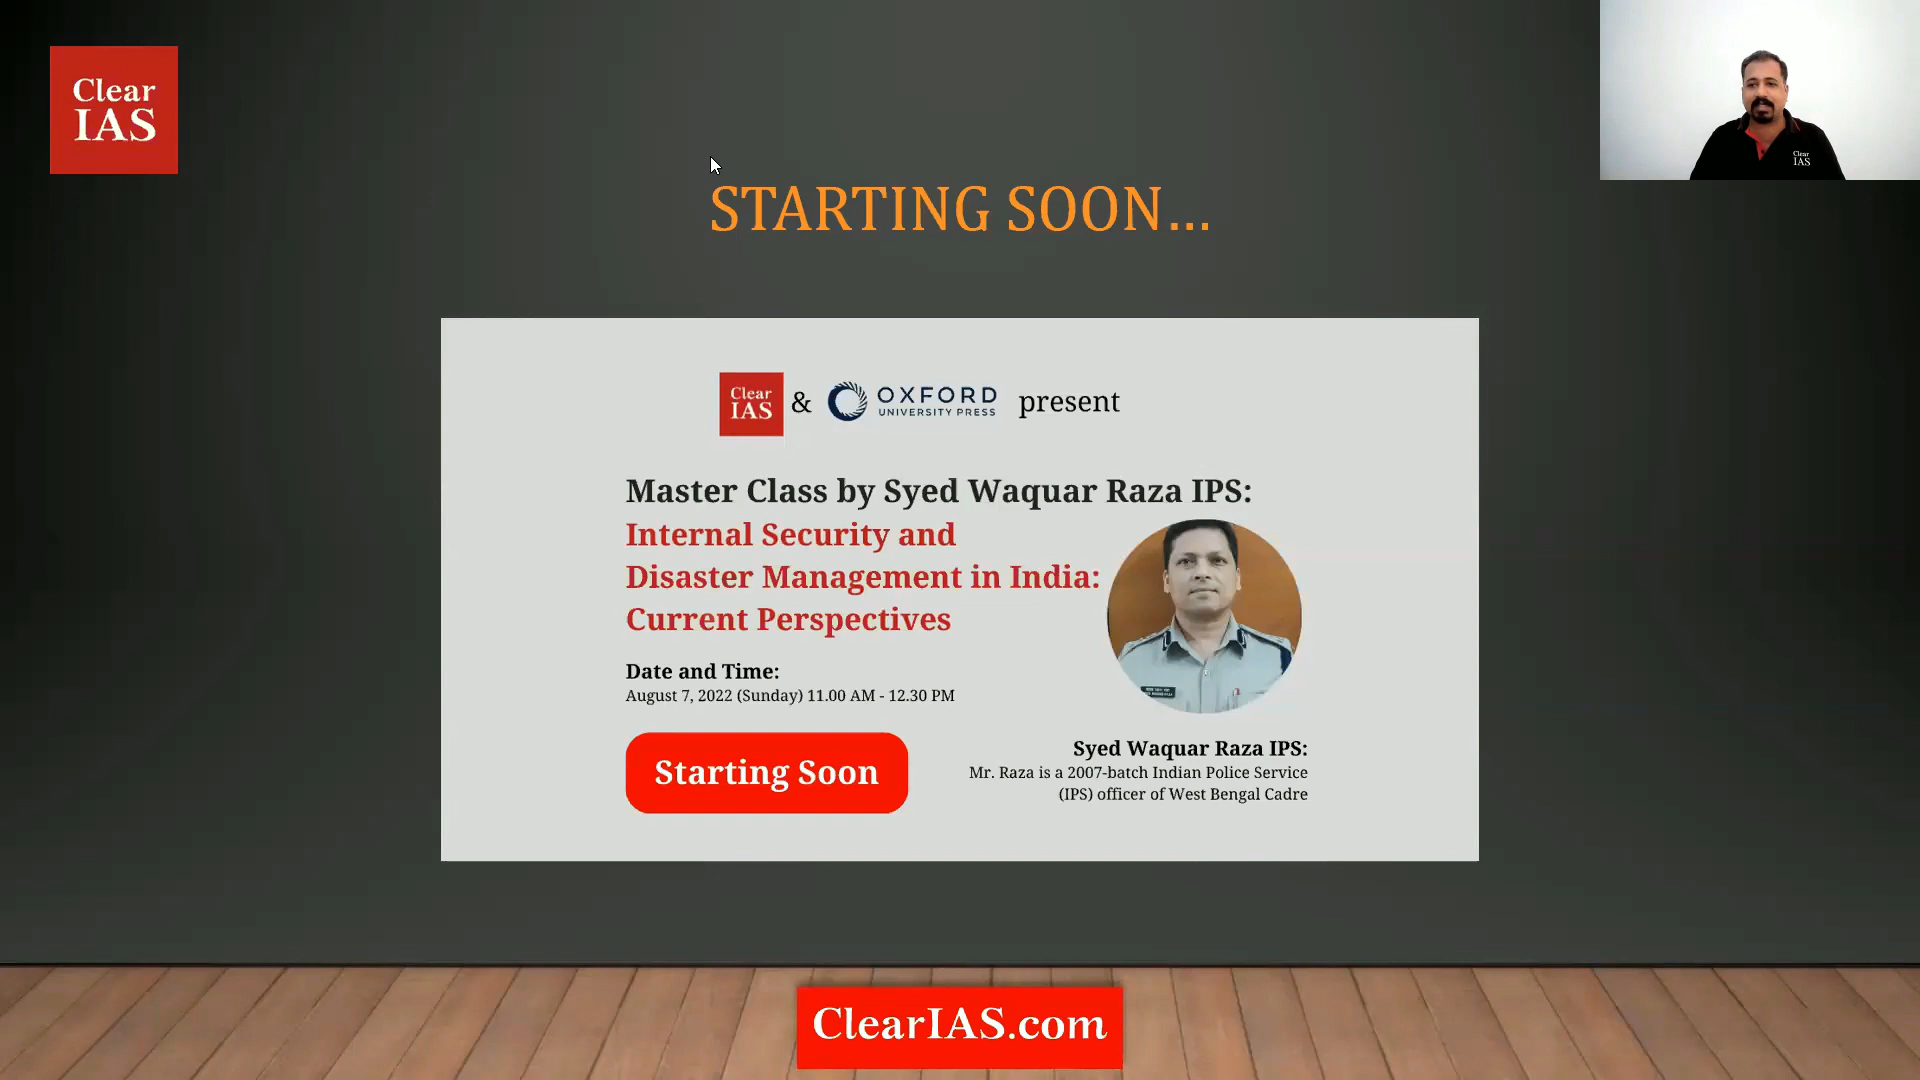 Clear
IAS
Clear
IAS
STARTING SOON...
Clear
IAS
&
OXFORD
UNIVERSITY PRESS
present
Master Class by Syed Waquar Raza IPS:
Internal Security and
Disaster Management in India:
Current Perspectives
Date and Time:
August 7, 2022 (Sunday) 11.00 AM - 12.30 PM
Starting Soon
Syed Waquar Raza IPS:
Mr. Raza is a 2007-batch Indian Police Service
(IPS) officer of West Bengal Cadre
ClearIAS.com